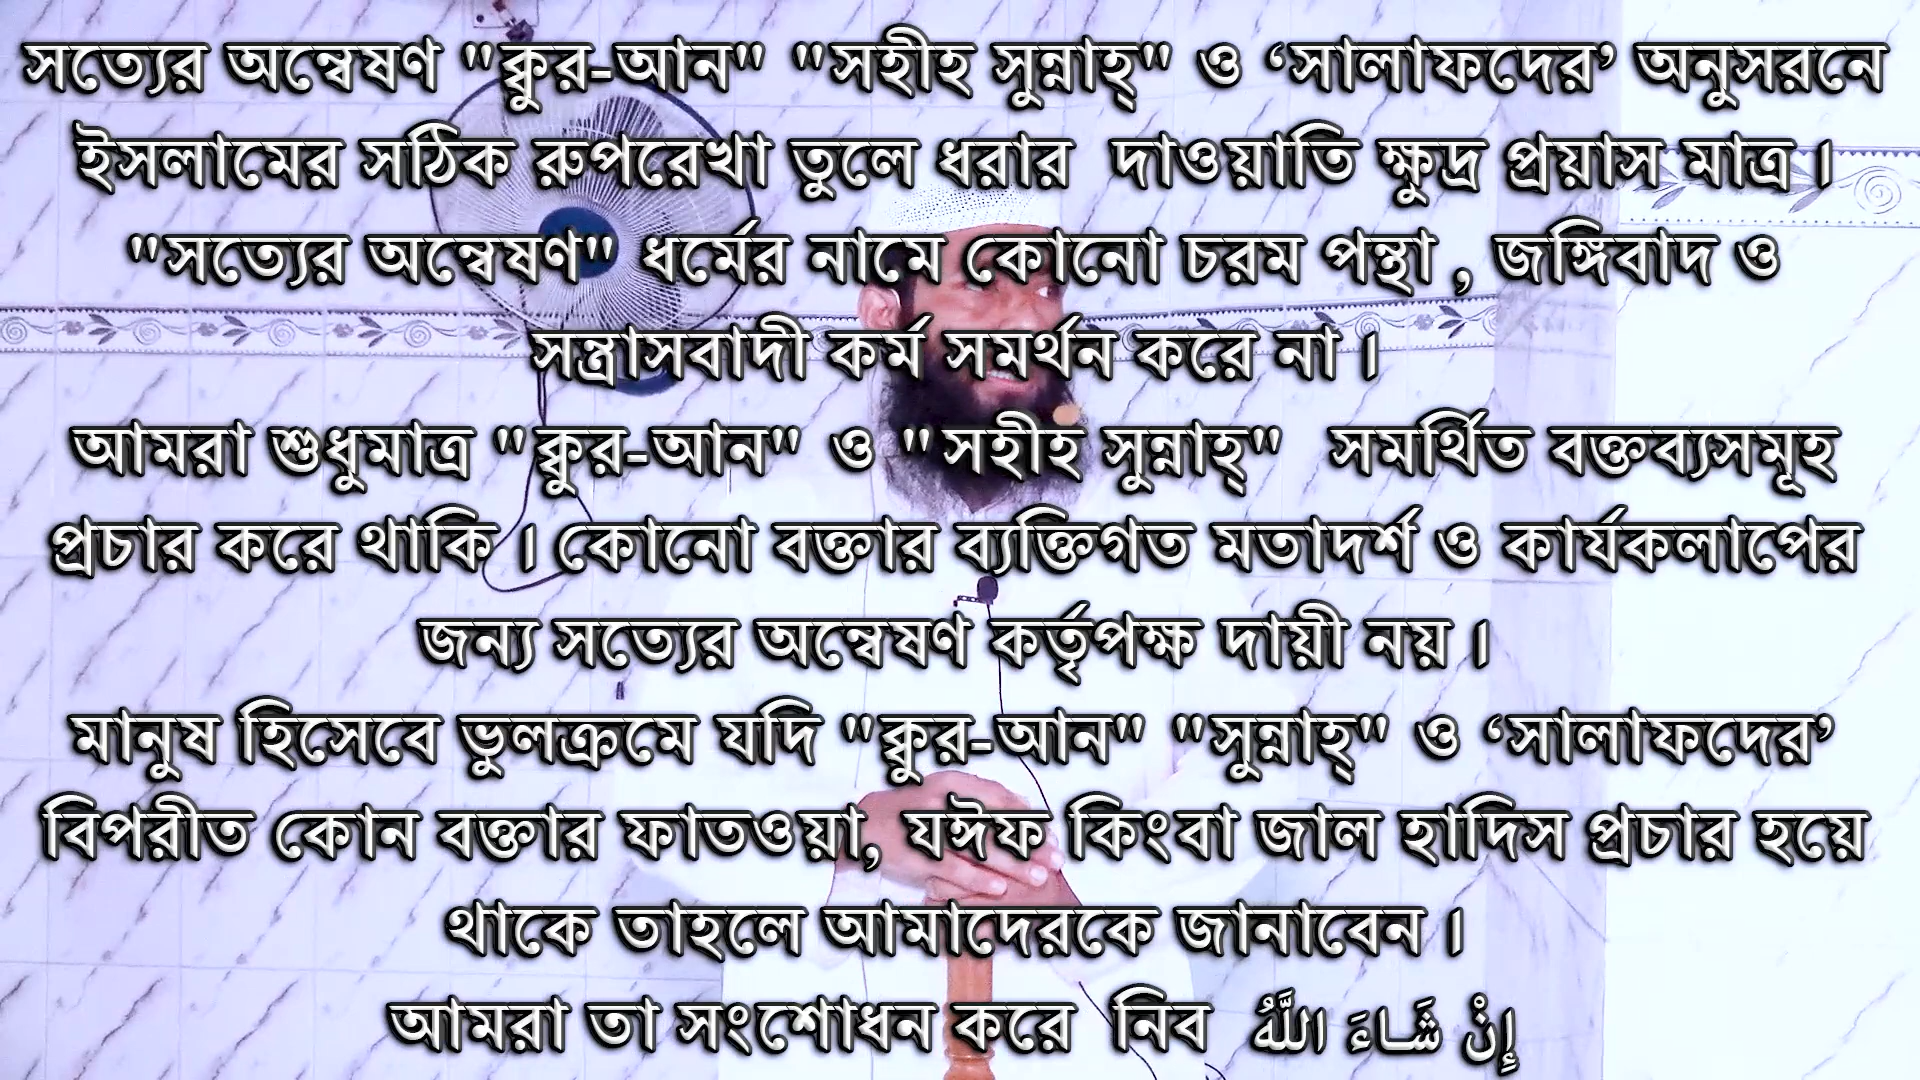 সত্যের অন্বেষণ "ক্বুর-আন" "সহীহ সুন্নাহ্" ও ‘সালাফদের’ অনুসরনে
ইসলামের সঠিক রুপরেখা তুলে ধরার দাওয়াতি ক্ষুদ্র প্রয়াস মাত্র ।
"সত্যের অন্বেষণ" ধর্মের নামে কোনো চরম পন্থা , জঙ্গিবাদ ও
সন্ত্রাসবাদী কর্ম সমর্থন করে না ।
আমরা শুধুমাত্র "ক্বুর-আন" ও "সহীহ সুন্নাহ্" সমর্থিত বক্তব্যসমূহ
প্রচার করে থাকি । কোনো বক্তার ব্যক্তিগত মতাদর্শ ও কার্যকলাপের
জন্য সত্যের অন্বেষণ কর্তৃপক্ষ দায়ী নয় ।
মানুষ হিসেবে ভুলক্রমে যদি "ক্বুর-আন" "সুন্নাহ্" ও ‘সালাফদের’
বিপরীত কোন বক্তার ফাতওয়া, যঈফ কিংবা জাল হাদিস প্রচার হয়ে
থাকে তাহলে আমাদেরকে জানাবেন ।
আমরা তা সংশোধন করে নিব إِنْ شَاءَ اللَّهُ